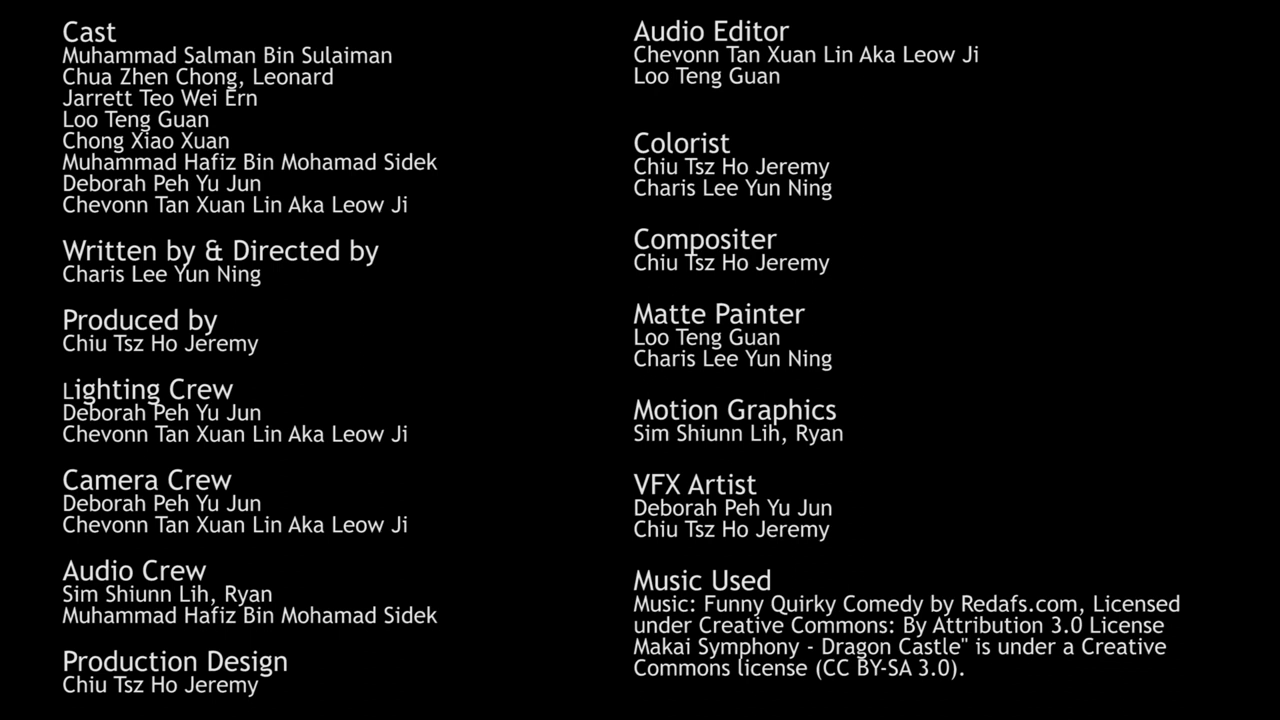 Cast
Muhammad Salman Bin Sulaiman
Chua Zhen Chong, Leonard
Jarrett Teo Wei Ern
Loo Teng Guan
Chong Xiao Xuan
Muhammad Hafiz Bin Mohamad Sidek
Deborah Peh Yu Jun
Chevonn Tan Xuan Lin Aka Leow Ji
Written by & Directed by
Charis Lee Yun Ning
Produced by
Chiu Tsz Ho Jeremy
Lighting Crew
Deborah Peh Yu Jun
Chevonn Tan Xuan Lin Aka Leow Ji
Camera Crew
Deborah Peh Yu Jun
Chevonn Tan Xuan Lin Aka Leow Ji
Audio Crew
Sim Shiunn Lih, Ryan
Muhammad Hafiz Bin Mohamad Sidek
Production Design
Chiu Tsz Ho Jeremy
Audio Editor
Chevonn Tan Xuan Lin Aka Leow Ji
Loo Teng Guan
Colorist
Chiu Tsz Ho Jeremy
Charis Lee Yun Ning
Compositer
Chiu Tsz Ho Jeremy
Matte Painter
Loo Teng Guan
Charis Lee Yun Ning
Motion Graphics
Sim Shiunn Lih, Ryan
VFX Artist
Deborah Peh Yu Jun
Chiu Tsz Ho Jeremy
Music Used
Music: Funny Quirky Comedy by Redafs.com, Licensed
under Creative Commons: By Attribution 3.0 License
Makai Symphony - Dragon Castle" is under a Creative
Commons license (CC BY-SA 3.0).